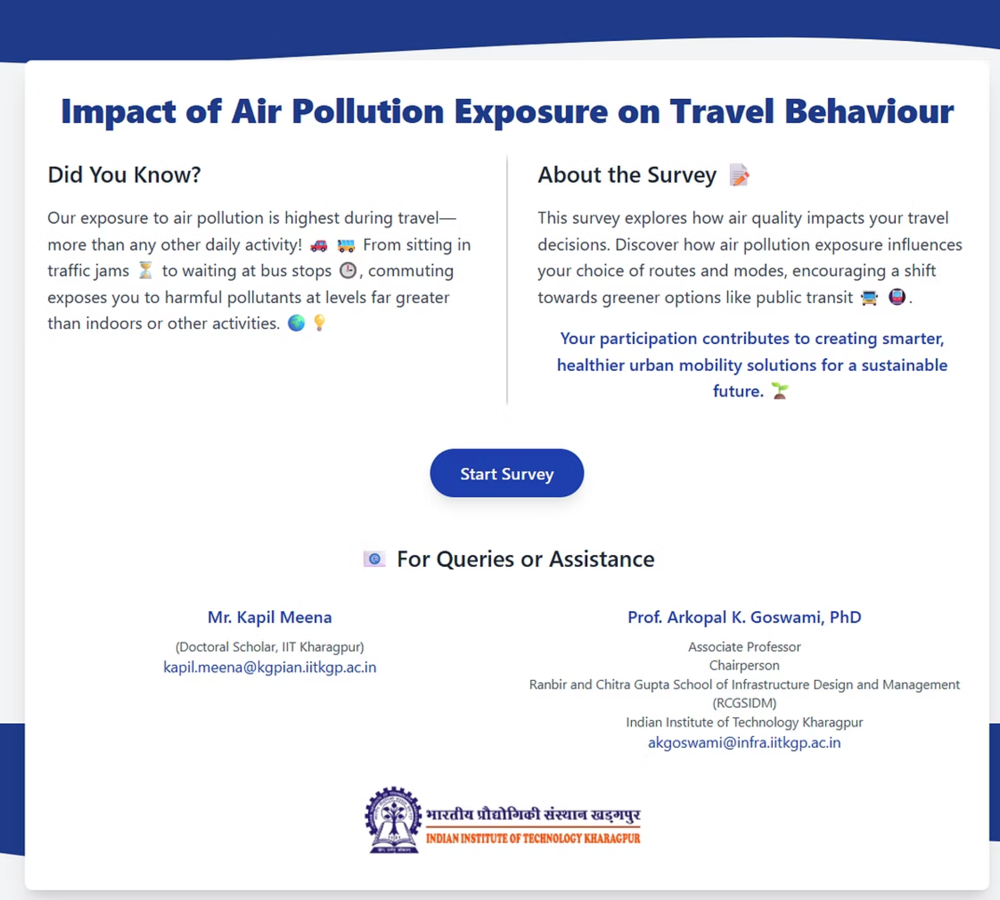 Impact of Air Pollution Exposure on Travel Behaviour
Did You Know?
Our exposure to air pollution is highest during travel—
more than any other daily activity! 🚗 🚌 From sitting in
traffic jams ⏳ to waiting at bus stops 🕒, commuting
exposes you to harmful pollutants at levels far greater
than indoors or other activities. 🌍 💡
About the Survey 📝
This survey explores how air quality impacts your travel
decisions. Discover how air pollution exposure influences
your choice of routes and modes, encouraging a shift
towards greener options like public transit 🚍 🚇.
Your participation contributes to creating smarter,
healthier urban mobility solutions for a sustainable
future. 🌱
Start Survey
📧 For Queries or Assistance
Mr. Kapil Meena
(Doctoral Scholar, IIT Kharagpur)
kapil.meena@kgpian.iitkgp.ac.in
Prof. Arkopal K. Goswami, PhD
Associate Professor
Chairperson
Ranbir and Chitra Gupta School of Infrastructure Design and Management
(RCGSIDM)
Indian Institute of Technology Kharagpur
akgoswami@infra.iitkgp.ac.in
भारतीय प्रौद्योगिकी संस्थान खड़गपुर
INDIAN INSTITUTE OF TECHNOLOGY KHARAGPUR